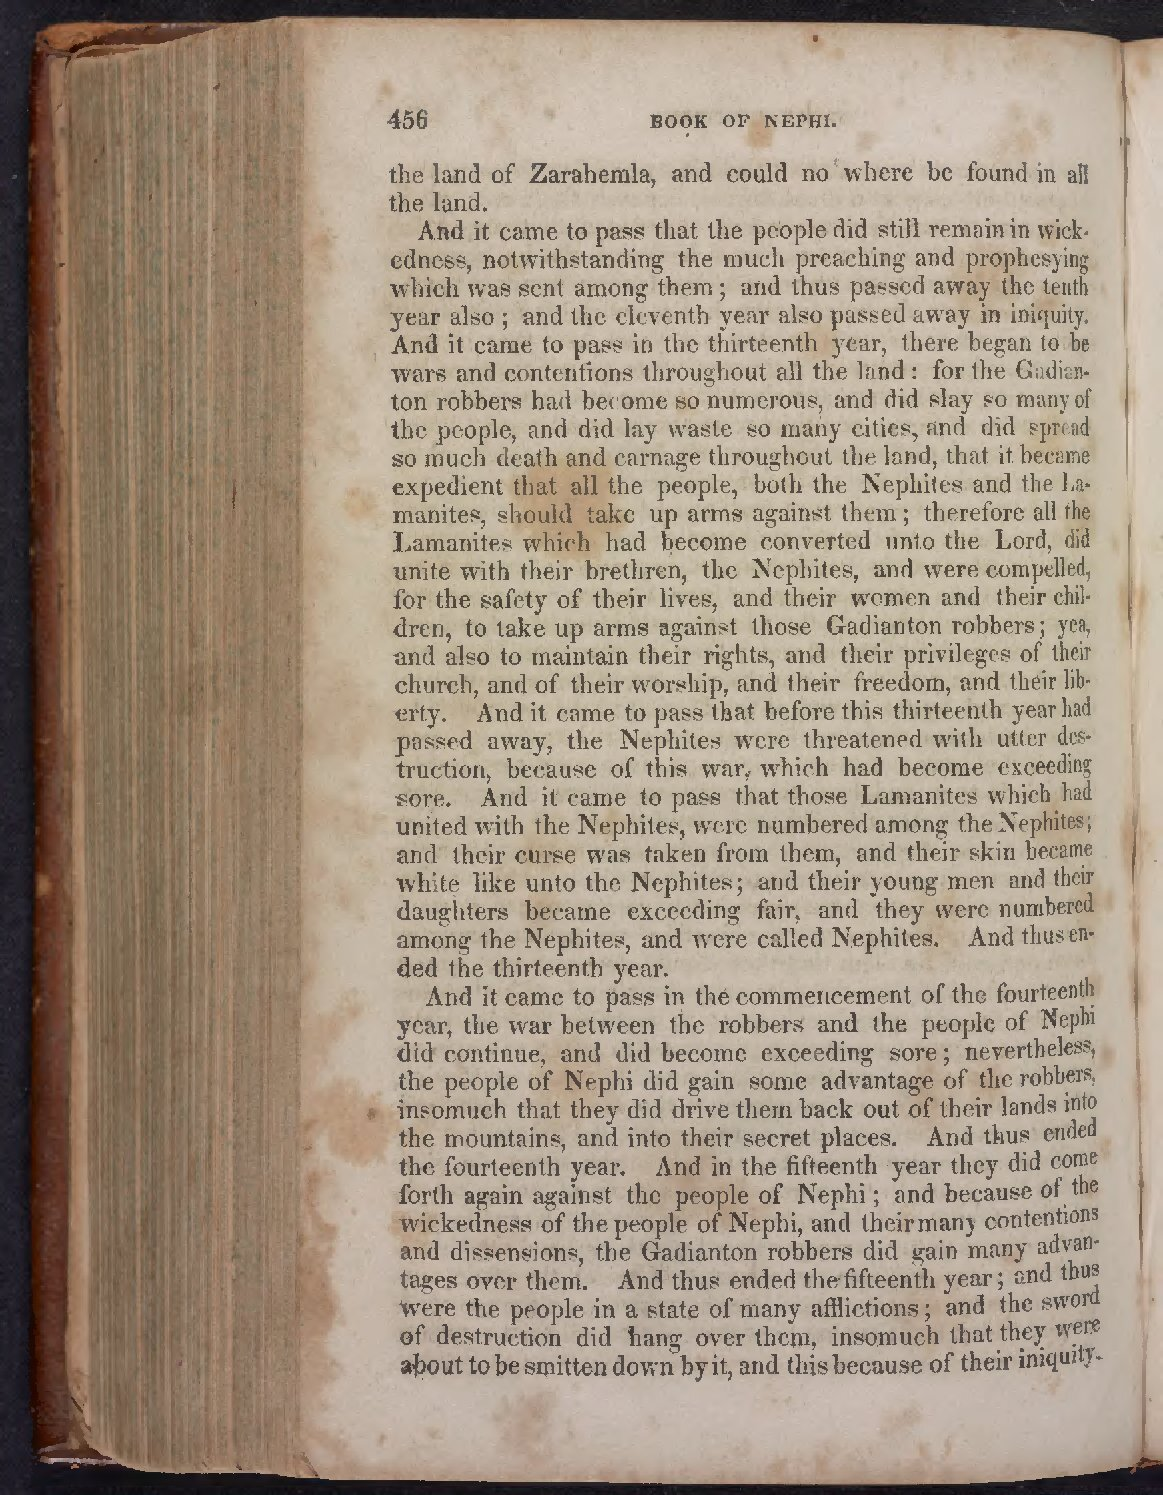 456 BOOK OF NEPHI.
the land of Zarahemla, and could no where be found in all
the land.
And it came to pass that the people did still remain in wick-
edness, notwithstanding the much preaching and prophesying
which was sent among them; and thus passed away the tenth
year also; and the eleventh year also passed away in iniquity.
And it came to pass in the thirteenth year, there began to be
wars and contentions throughout all the land: for the Gadian-
ton robbers had become so numerous, and did slay so many of
the people, and did lay waste so many cities, and did spread
so much death and carnage throughout the land, that it became
expedient that all the people, both the Nephites and the La-
manites, should take up arms against them; therefore all the
Lamanites which had become converted unto the Lord, did
unite with their brethren, the Nephites, and were compelled,
for the safety of their lives, and their women and their chil-
dren, to take up arms against those Gadianton robbers; yea,
and also to maintain their rights, and their privileges of their
church, and of their worship, and their freedom, and their lib-
erty. And it came to pass that before this thirteenth year had
passed away, the Nephites were threatened with utter des-
truction, because of this war, which had become exceeding
sore. And it came to pass that those Lamanites which had
united with the Nephites, were numbered among the Nephites;
and their curse was taken from them, and their skin became
white like unto the Nephites; and their young men and their
daughters became exceeding fair, and they were numbered
among the Nephites, and were called Nephites. And thus en-
ded the thirteenth year.
And it came to pass in the commencement of the fourteenth
year, the war between the robbers and the people of Nephi
did continue, and did become exceeding sore; nevertheless,
the people of Nephi did gain some advantage of the robbers,
insomuch that they did drive them back out of their lands into
the mountains, and into their secret places. And thus ended
the fourteenth year. And in the fifteenth year they did come
forth again against the people of Nephi; and because of the
wickedness of the people of Nephi, and their many contentions
and dissensions, the Gadianton robbers did gain many advan-
tages over them. And thus ended the fifteenth year; and thus
were the people in a state of many afflictions; and the sword
of destruction did hang over them, insomuch that they were
about to be smitten down by it, and this because of their iniquity.